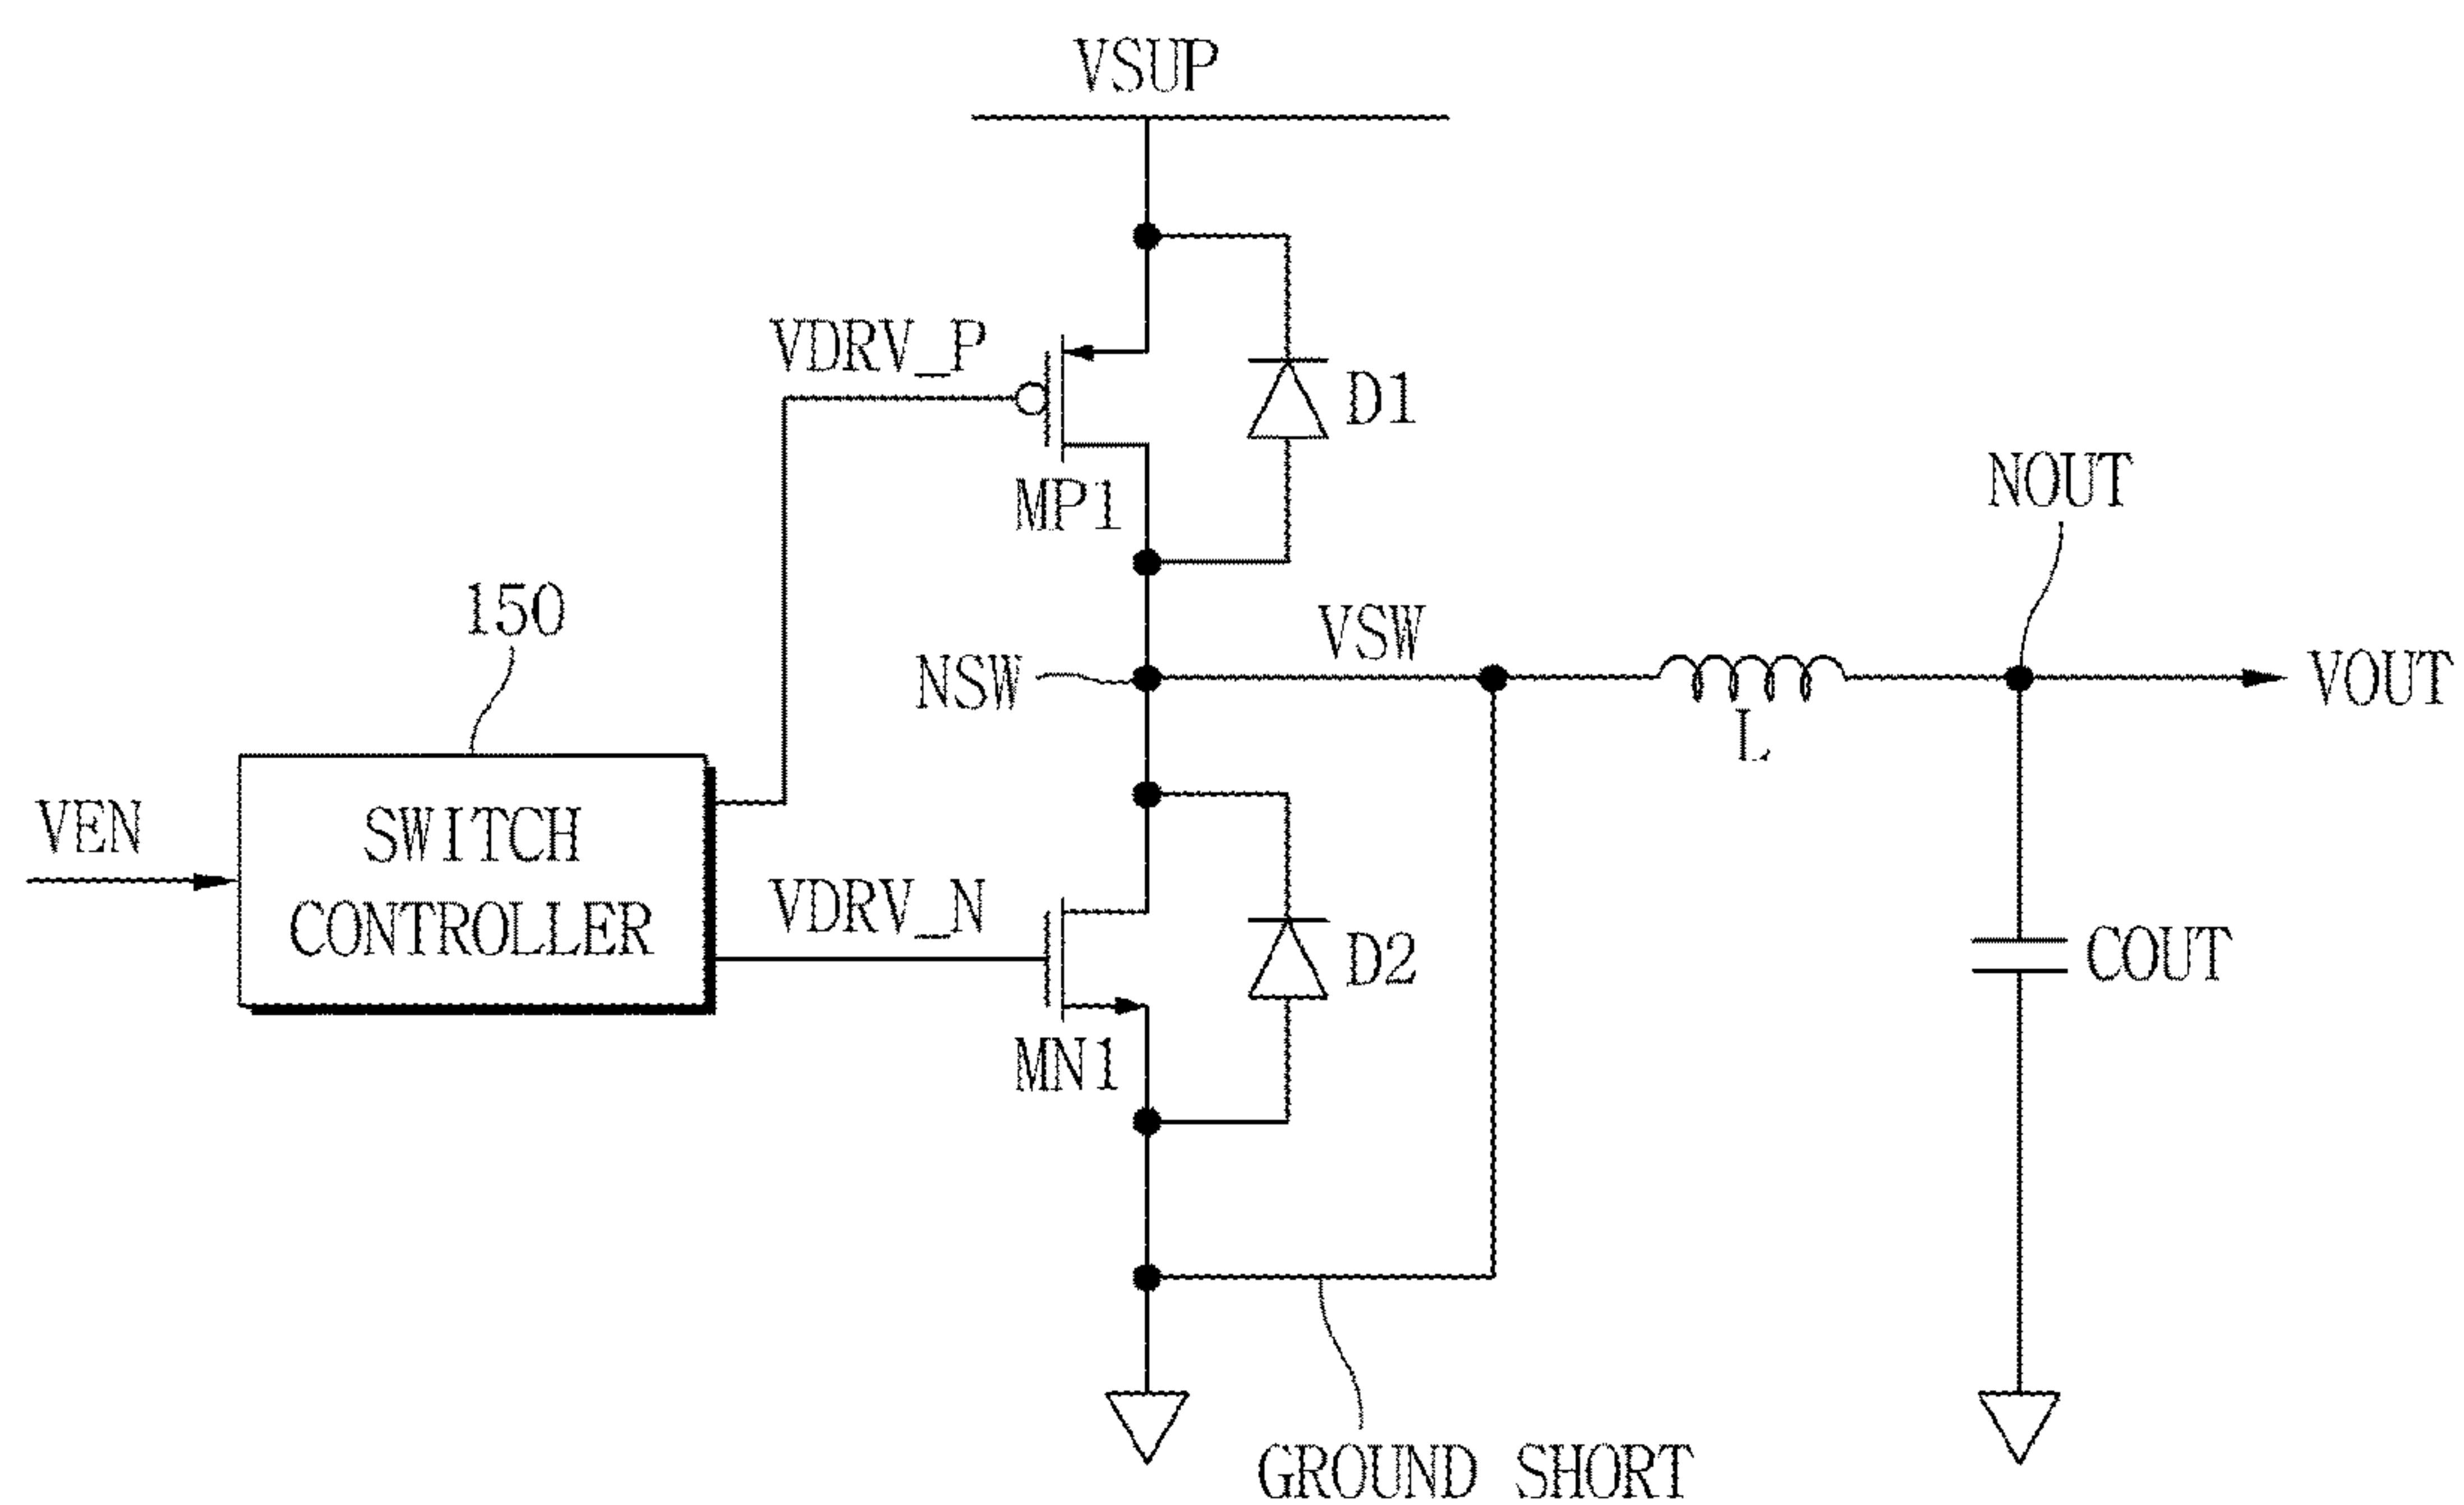 VSUP
VDRV_P
D1
MP1
NOUT
150
VSW
NSW
VOUT
L
VEN
SWITCH
CONTROLLER
VDRV_N
D2
COUT
MN1
GROUND SHORT